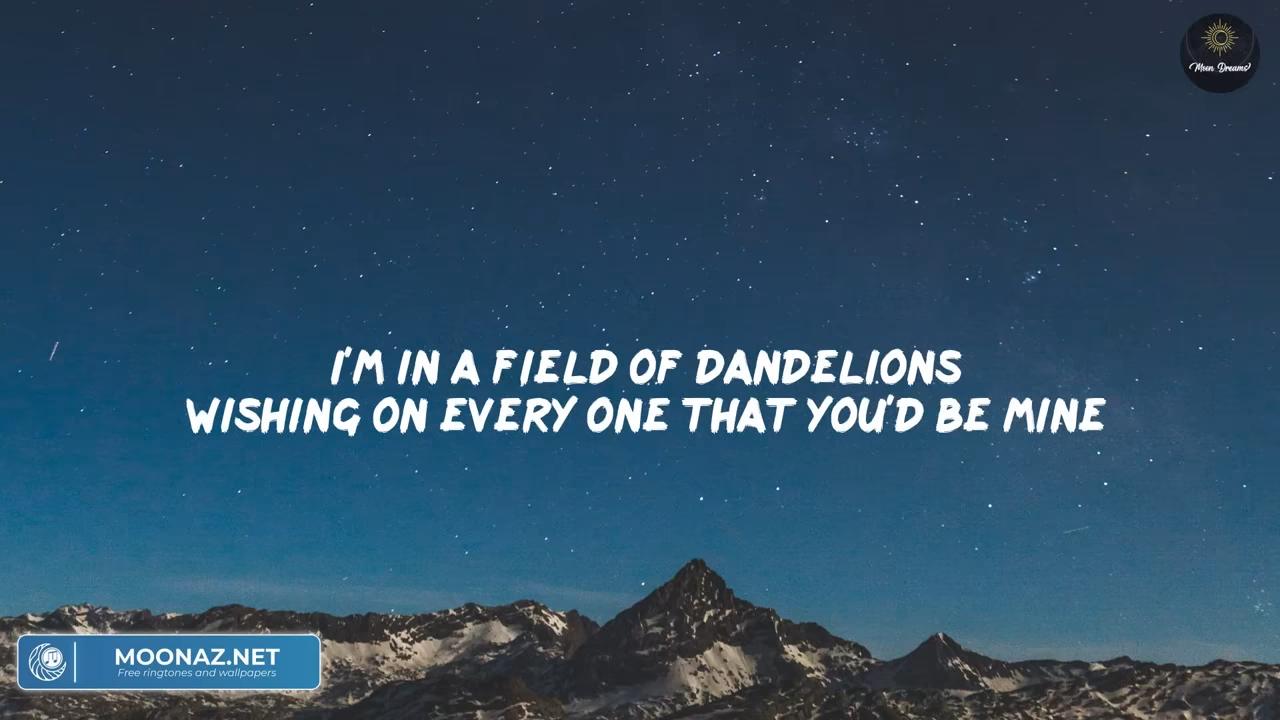 Moon Dreams
I'M IN A FIELD OF DANDELIONS
WISHING ON EVERY ONE THAT YOU'D BE MINE
MOONAZ.NET
Free ringtones and wallpapers